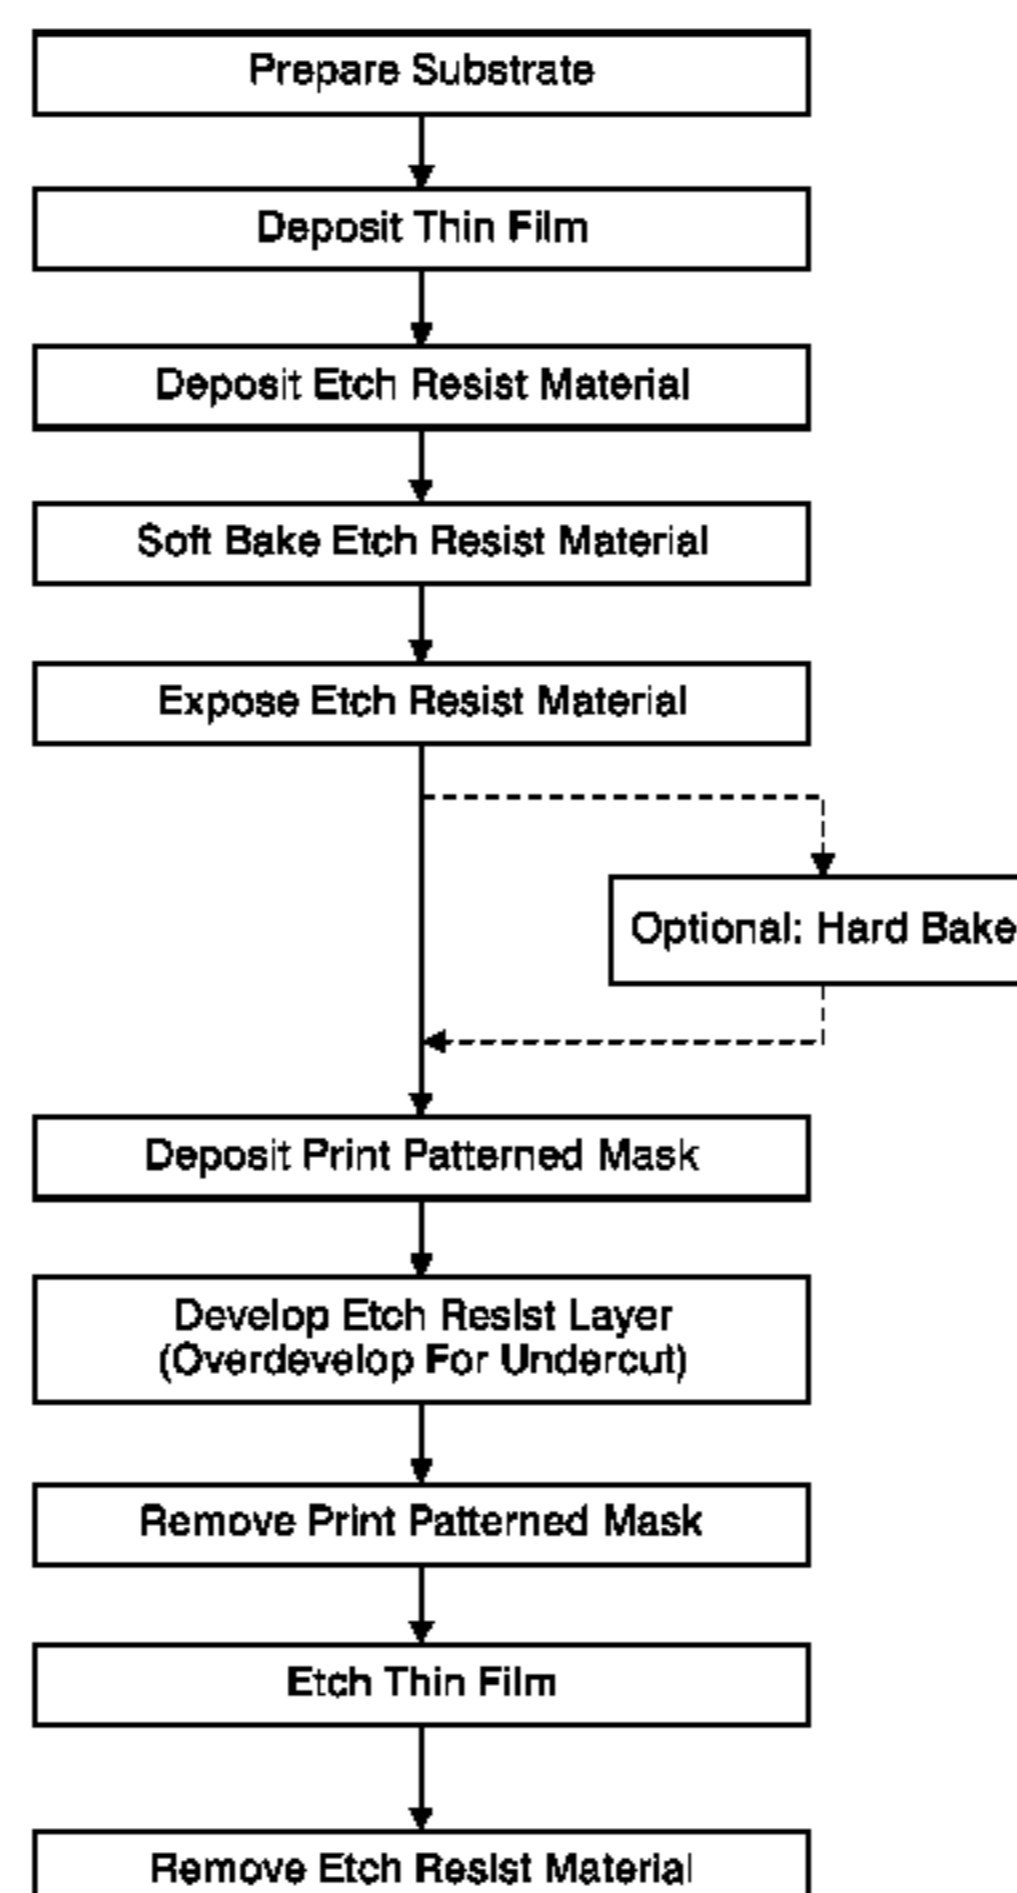 Prepare Substrate
Deposit Thin Film
Deposit Etch Resist Material
Soft Bake Etch Resist Material
Expose Etch Resist Material
Optional: Hard Bake
Deposit Print Patterned Mask
Develop Etch Resist Layer
(Overdevelop For Undercut)
Remove Print Patterned Mask
Etch Thin Film
Remove Etch Resist Material